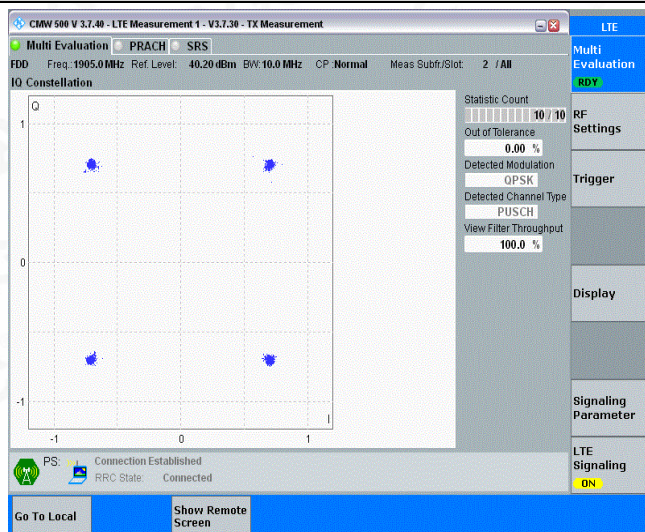 CMW 500 V 3.7.40 - LTE Measurement 1 - V3.7.30 - TX Measurement
LTE
Multi Evaluation PRACH SRS
Multi
Evaluation
RDY
FDD Freq.:1905.0 MHz Ref. Level: 40.20 dBm BW:10.0 MHz CP :Normal Meas Subfr./Slot: 2 / All
IQ Constellation
Q
1
0
-1
I
-1 0 1
Statistic Count
10 / 10
Out of Tolerance
0.00 %
Detected Modulation
QPSK
Detected Channel Type
PUSCH
View Filter Throughput
100.0 %
RF
Settings
Trigger
Display
Signaling
Parameter
LTE
Signaling
ON
PS: Connection Established
RRC State: Connected
Go To Local
Show Remote
Screen